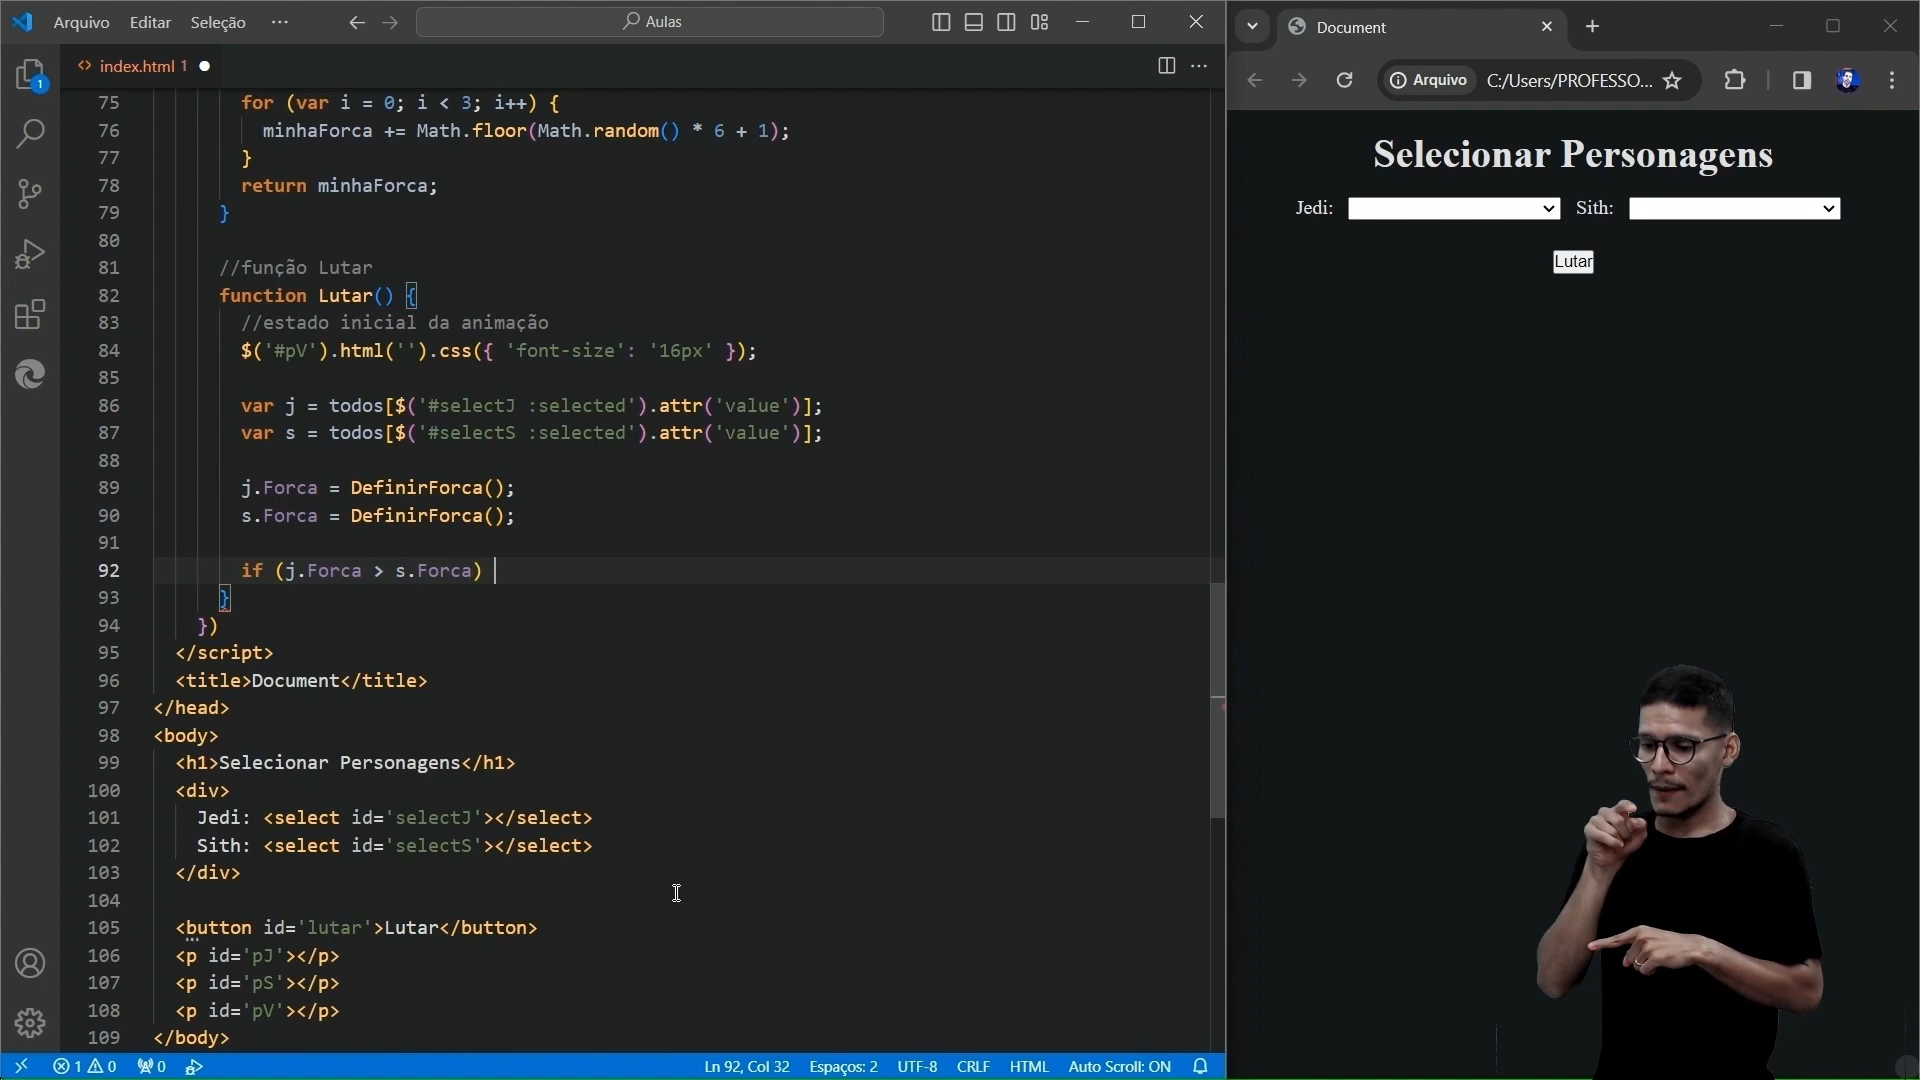 Arquivo Editar Seleção ··· Aulas
index.html 1
75 for (var i = 0; i < 3; i++) {
76 minhaForca += Math.floor(Math.random() * 6 + 1);
77 }
78 return minhaForca;
79 }
80
81 //função Lutar
82 function Lutar() {
83 //estado inicial da animação
84 $('#pV').html('').css({ 'font-size': '16px' });
85
86 var j = todos[$('#selectJ :selected').attr('value')];
87 var s = todos[$('#selectS :selected').attr('value')];
88
89 j.Forca = DefinirForca();
90 s.Forca = DefinirForca();
91
92 if (j.Forca > s.Forca)
93 }
94 })
95 </script>
96 <title>Document</title>
97 </head>
98 <body>
99 <h1>Selecionar Personagens</h1>
100 <div>
101 Jedi: <select id='selectJ'></select>
102 Sith: <select id='selectS'></select>
103 </div>
104
105 <button id='lutar'>Lutar</button>
106 <p id='pJ'></p>
107 <p id='pS'></p>
108 <p id='pV'></p>
109 </body>
1 0 0 Ln 92, Col 32 Espaços: 2 UTF-8 CRLF HTML Auto Scroll: ON
1
Document
Arquivo C:/Users/PROFESSO...
Selecionar Personagens
Jedi: Sith:
Lutar